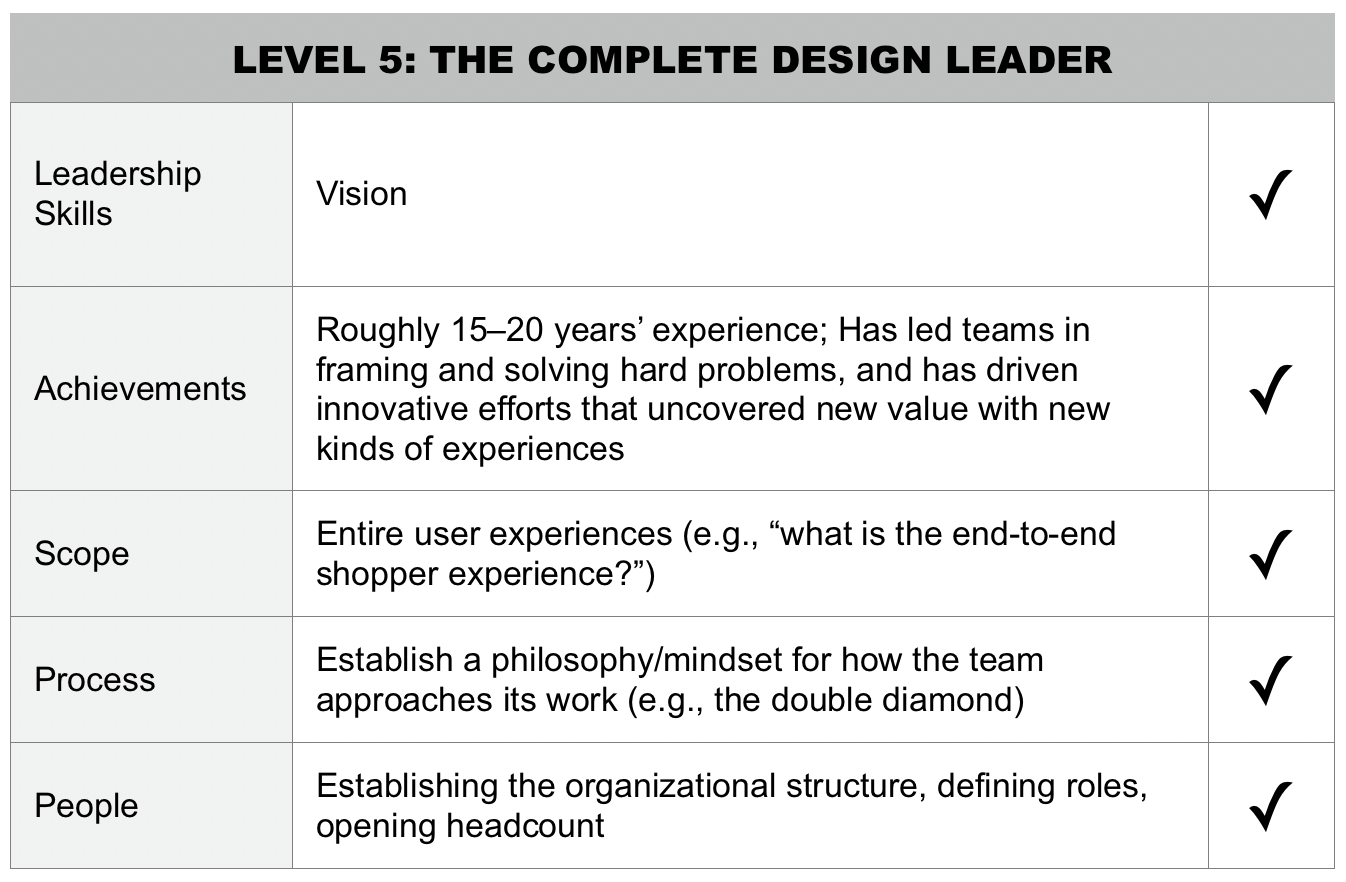 LEVEL 5: THE COMPLETE DESIGN LEADER
Leadership
Skills
Vision
✓
Achievements
Roughly 15–20 years’ experience; Has led teams in
framing and solving hard problems, and has driven
innovative efforts that uncovered new value with new
kinds of experiences
✓
Scope
Entire user experiences (e.g., “what is the end-to-end
shopper experience?”)
✓
Process
Establish a philosophy/mindset for how the team
approaches its work (e.g., the double diamond)
✓
People
Establishing the organizational structure, defining roles,
opening headcount
✓